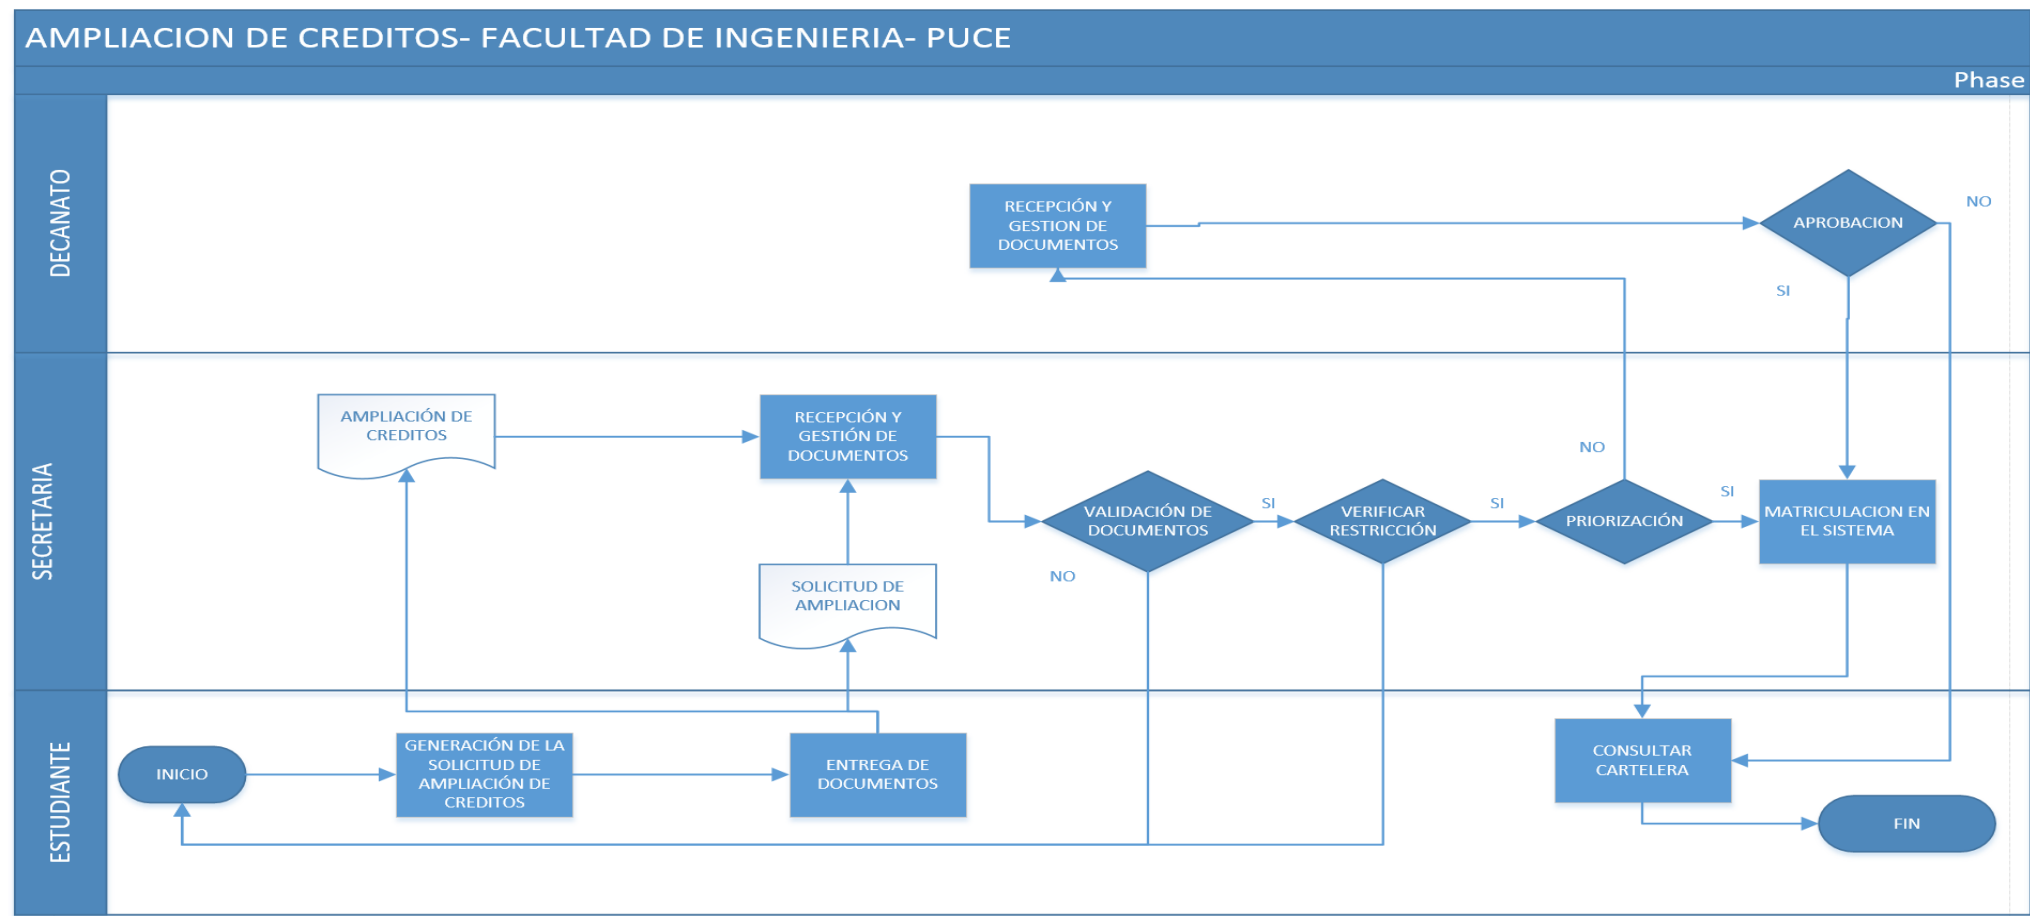 AMPLIACION DE CREDITOS- FACULTAD DE INGENIERIA- PUCE
Phase
DECANATO
RECEPCIÓN Y
GESTION DE
DOCUMENTOS
APROBACION
NO
SI
SECRETARIA
AMPLIACIÓN DE
CREDITOS
RECEPCIÓN Y
GESTIÓN DE
DOCUMENTOS
SOLICITUD DE
AMPLIACION
VALIDACIÓN DE
DOCUMENTOS
SI
NO
VERIFICAR
RESTRICCIÓN
SI
PRIORIZACIÓN
NO
SI
MATRICULACION EN
EL SISTEMA
ESTUDIANTE
INICIO
GENERACIÓN DE LA
SOLICITUD DE
AMPLIACIÓN DE
CREDITOS
ENTREGA DE
DOCUMENTOS
CONSULTAR
CARTELERA
FIN